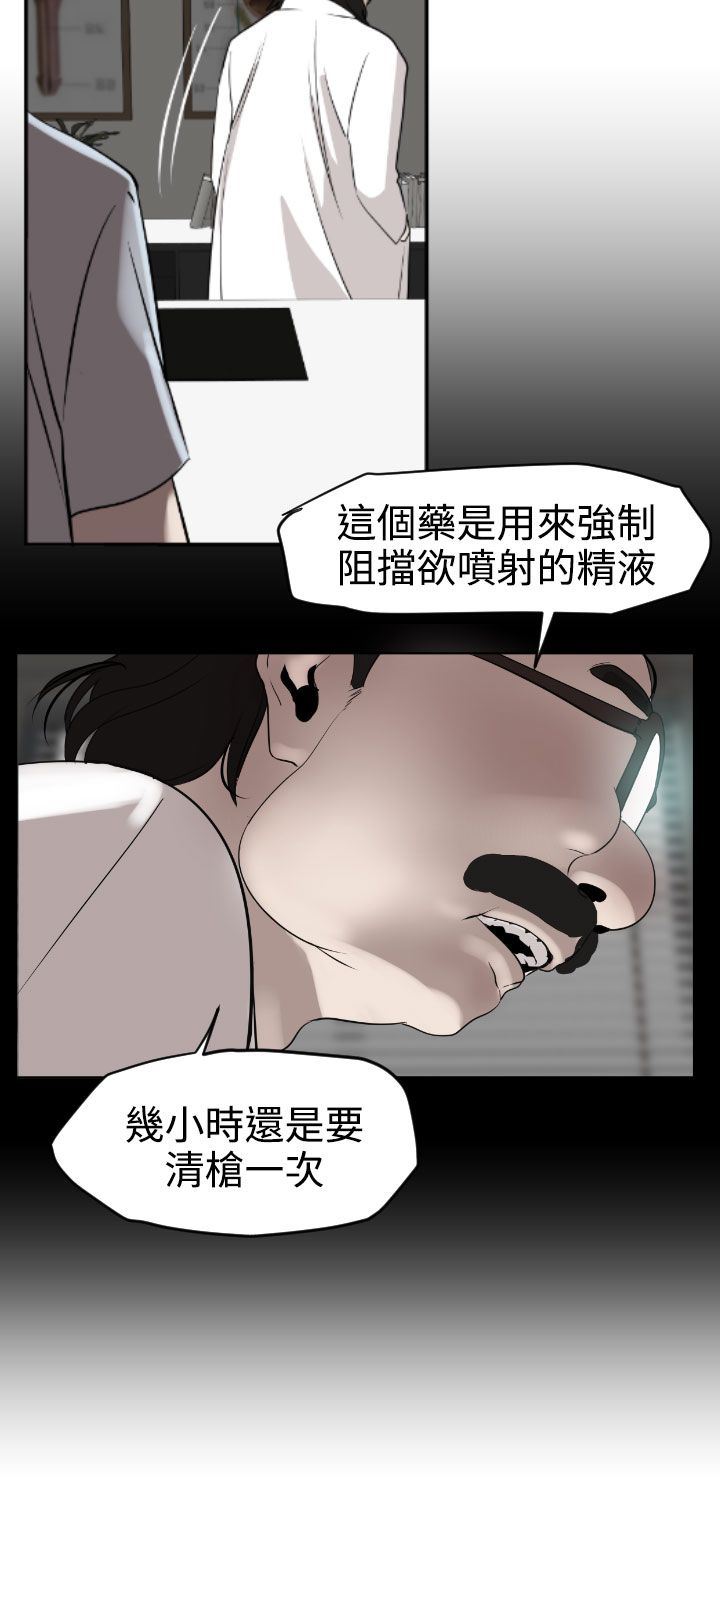 這個藥是用來強制
阻擋欲噴射的精液
幾小時還是要
清槍一次